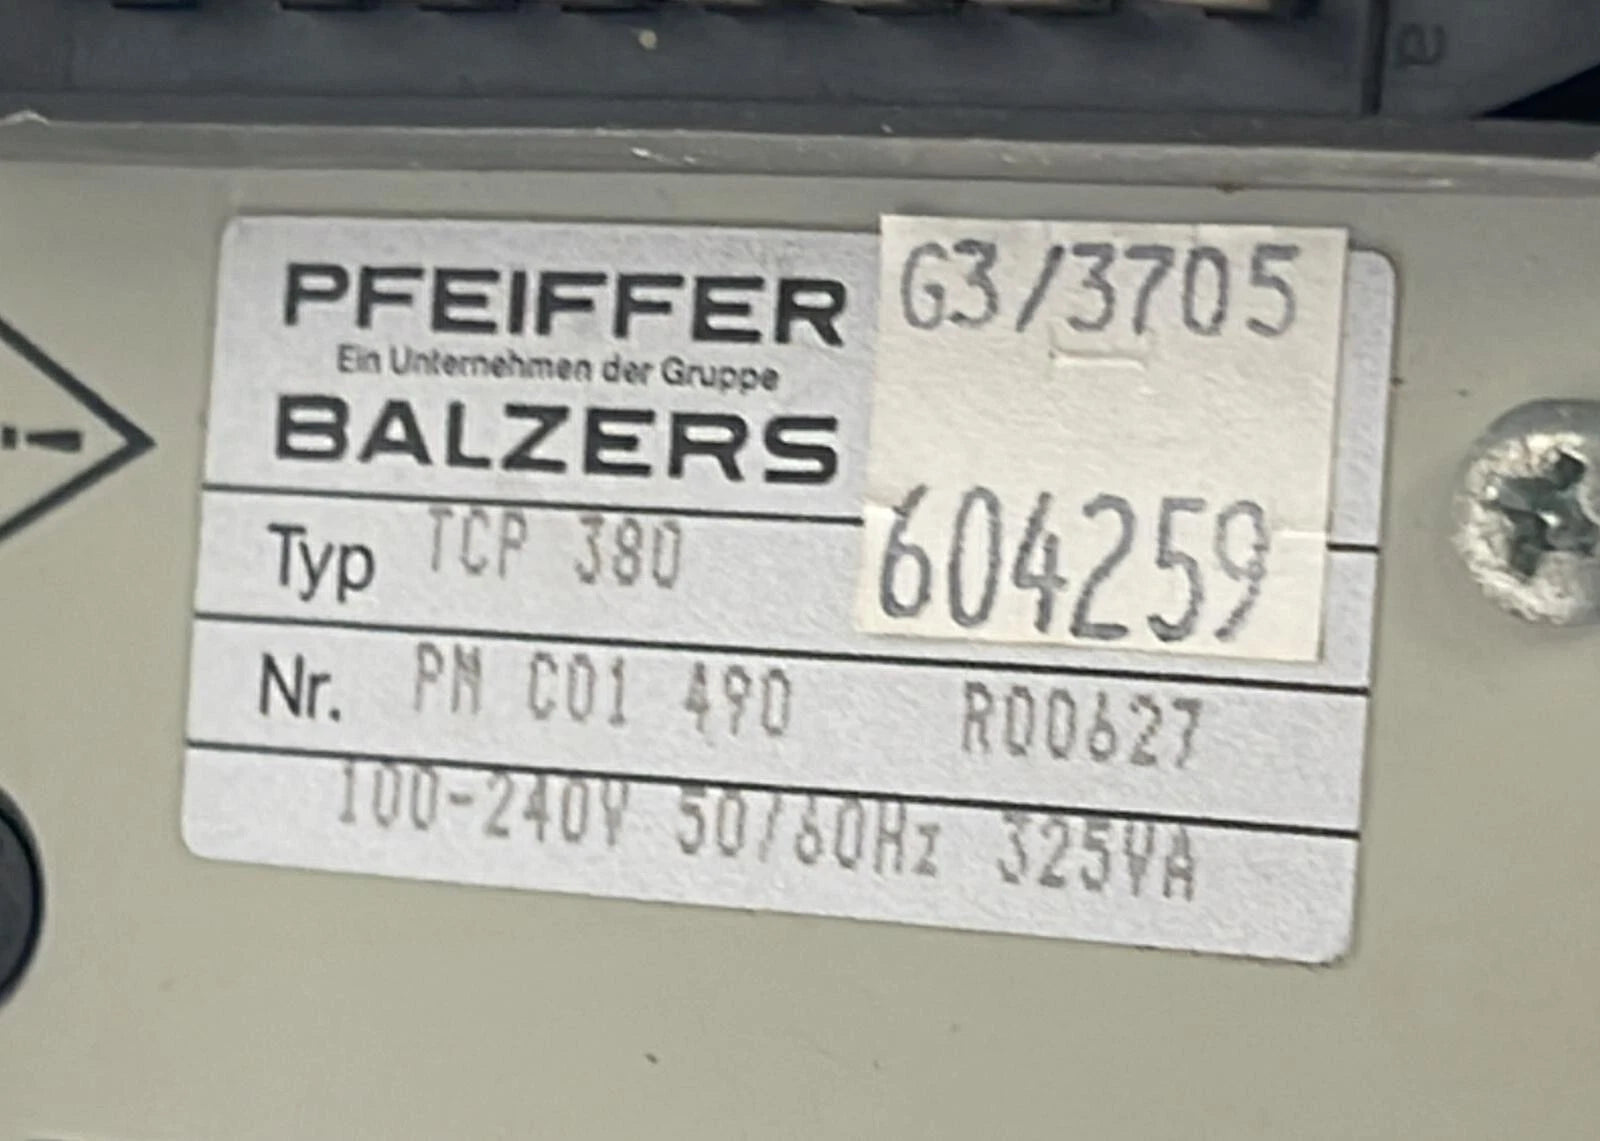 PFEIFFER
Ein Unternehmen der Gruppe
BALZERS
G3/3705
604259
Typ TCP 380
Nr. PM C01 490 R00627
100-240V 50/60Hz 325VA